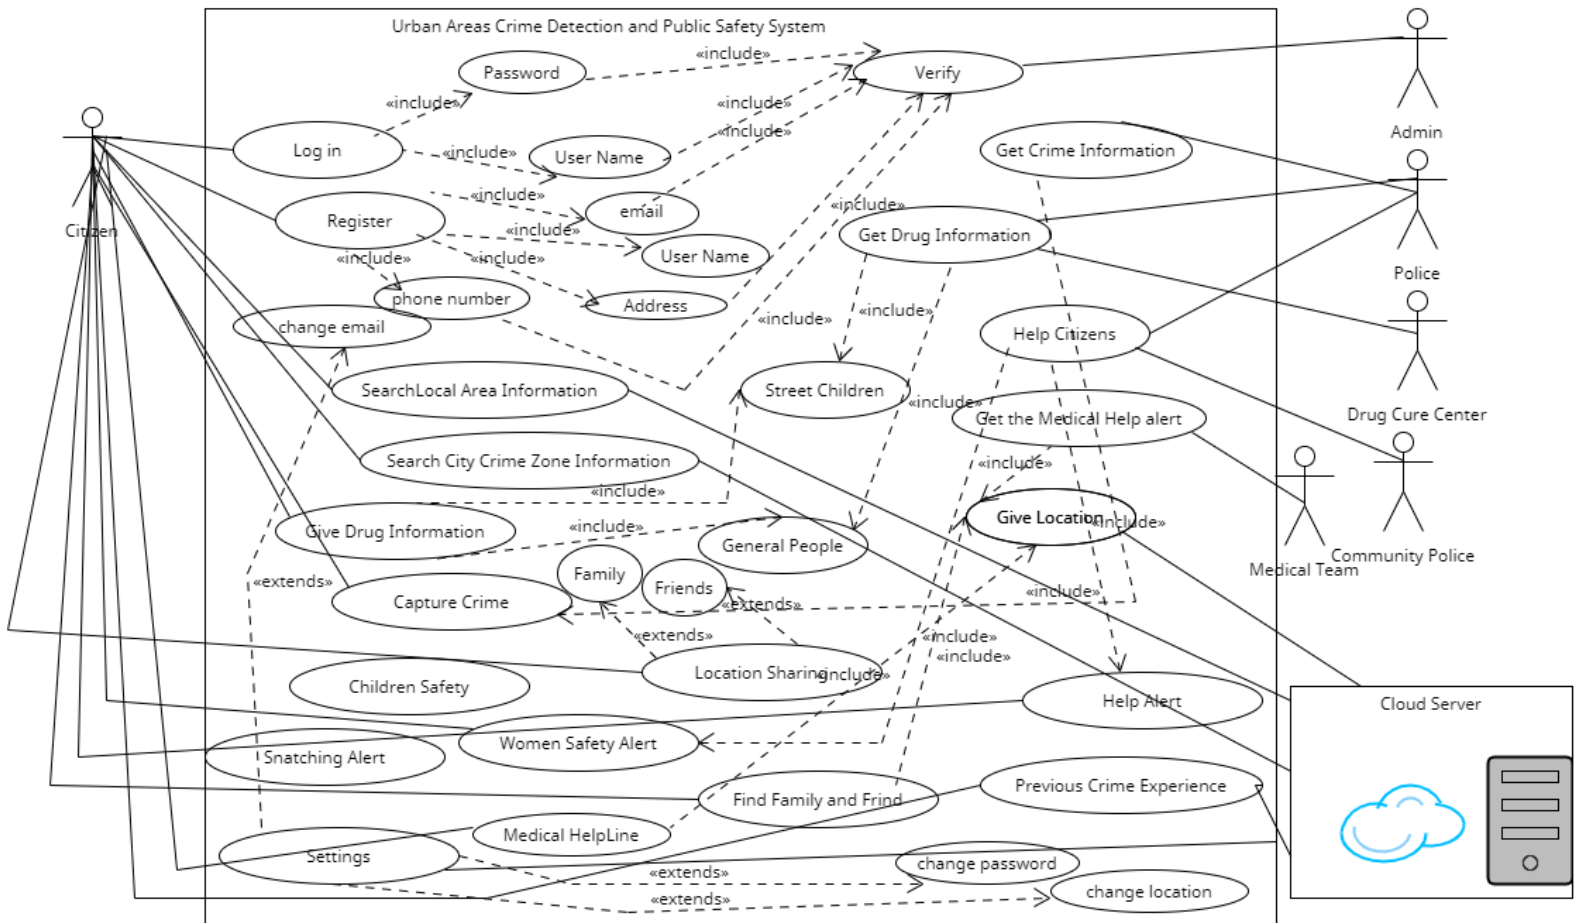 Urban Areas Crime Detection and Public Safety System
«include»
Password
Verify
«include»
«include»
«include»
Admin
Log in
«include»
User Name
Get Crime Information
«include»
email
«include»
Register
«include»
Get Drug Information
Citizen
«include»
«include»
User Name
Police
phone number
Address
«include»
«include»
change email
Help Citizens
SearchLocal Area Information
Street Children
«include»
Get the Medical Help alert
Drug Cure Center
Search City Crime Zone Information
«include»
«include»
Give Drug Information
«include»
General People
Give Location
«include»
Community Police
Medical Team
«extends»
Family
Friends
Capture Crime
«extends»
«include»
«extends»
«include»
«include»
Location Sharing
«include»
Children Safety
Help Alert
Cloud Server
Snatching Alert
Women Safety Alert
Find Family and Frind
Previous Crime Experience
Medical HelpLine
Settings
change password
«extends»
change location
«extends»